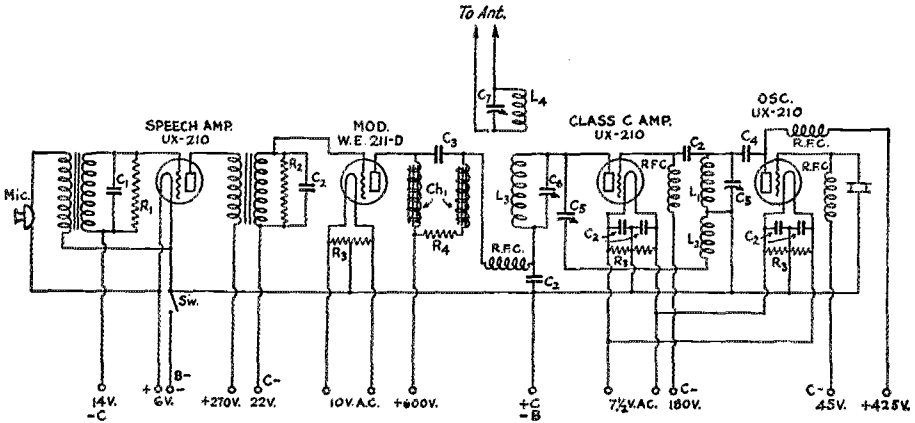 To Ant.
C7
L4
SPEECH AMP.
UX-210
MOD.
W.E. 211-D
CLASS C AMP.
UX-210
OSC.
UX-210
Mic.
C1
R1
R2
C2
C3
Ch1
R4
R3
L3
C6
C5
R.F.C.
C2
R.F.C.
C2
R3
C2
L1
L2
C5
C4
R.F.C.
R.F.C.
C2
R3
Sw.
14V.
-C
+
B-
-
6V.
+270V.
C-
22V.
10V.A.C.
+600V.
+C
-B
7½V.AC.
C-
180V.
C-
45V.
+425V.